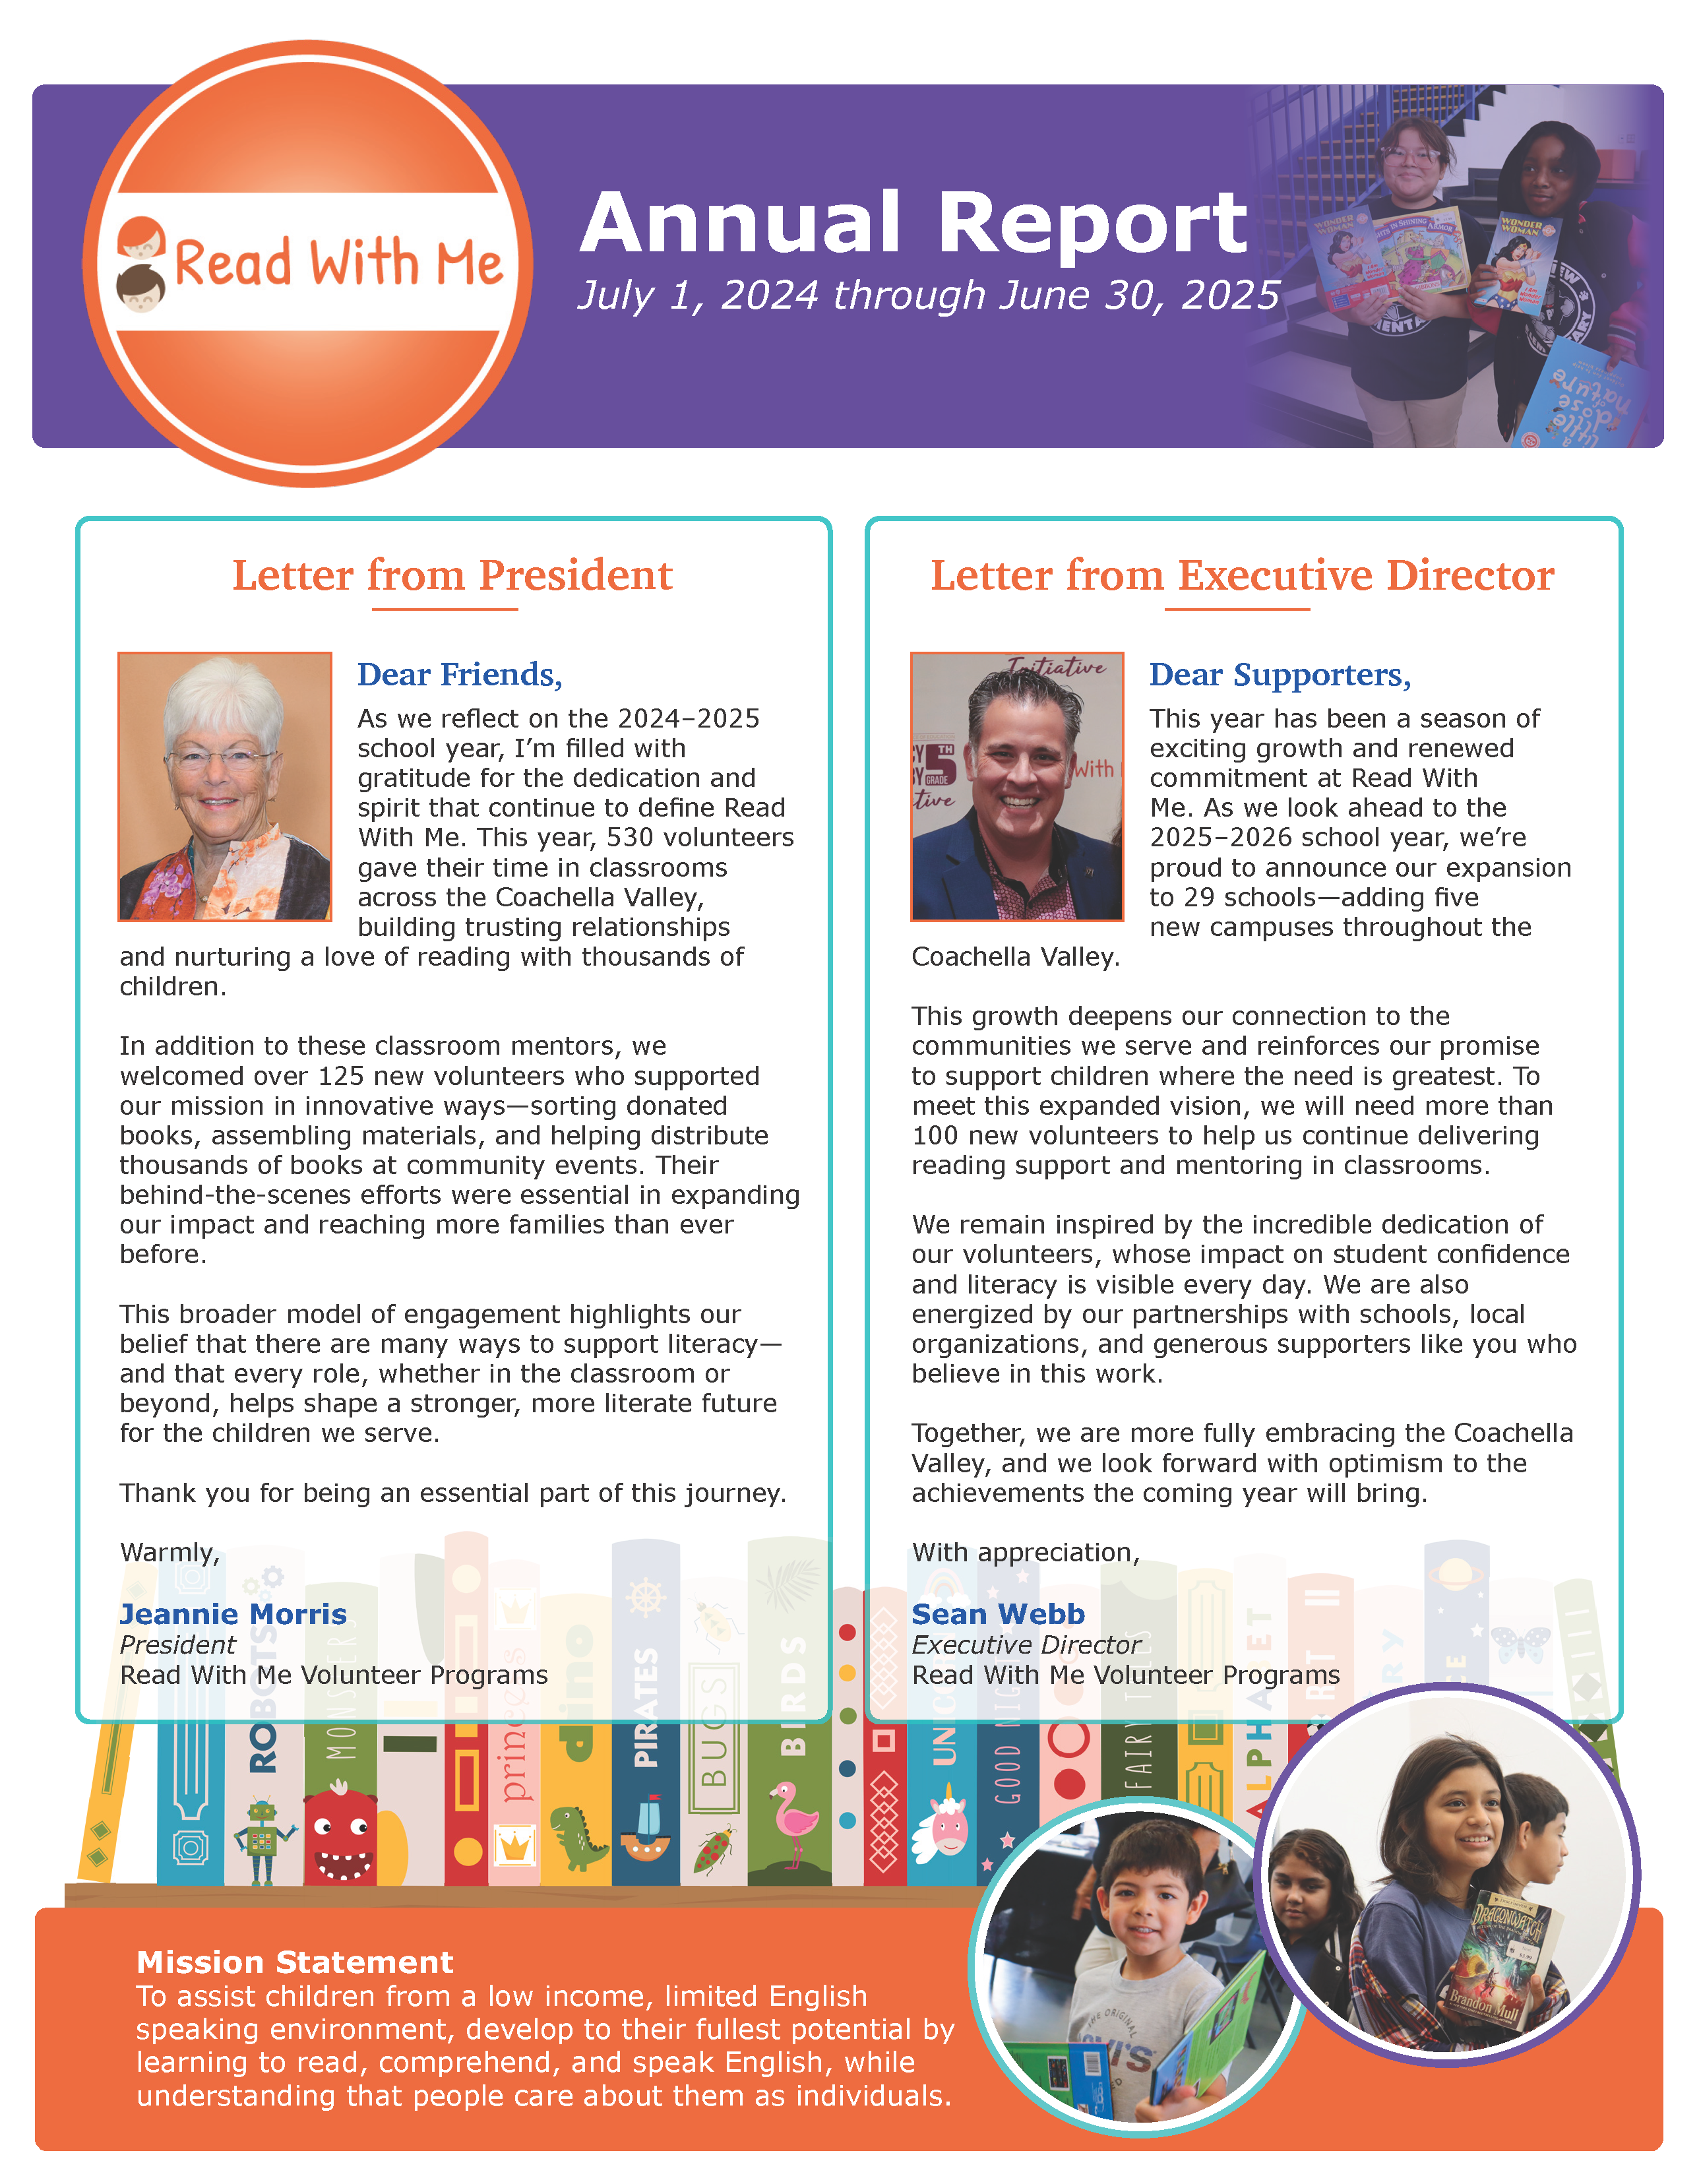 Read With Me
Annual Report
July 1, 2024 through June 30, 2025
WONDER
WOMAN
WONDER
WOMAN
a
little
dose
of
nature
Letter from President
Dear Friends,
As we reflect on the 2024–2025
school year, I’m filled with
gratitude for the dedication and
spirit that continue to define Read
With Me. This year, 530 volunteers
gave their time in classrooms
across the Coachella Valley,
building trusting relationships
and nurturing a love of reading with thousands of
children.
In addition to these classroom mentors, we
welcomed over 125 new volunteers who supported
our mission in innovative ways—sorting donated
books, assembling materials, and helping distribute
thousands of books at community events. Their
behind-the-scenes efforts were essential in expanding
our impact and reaching more families than ever
before.
This broader model of engagement highlights our
belief that there are many ways to support literacy—
and that every role, whether in the classroom or
beyond, helps shape a stronger, more literate future
for the children we serve.
Thank you for being an essential part of this journey.
Warmly,
Jeannie Morris
President
Read With Me Volunteer Programs
Letter from Executive Director
Initiative
5TH
GRADE
With
Dear Supporters,
This year has been a season of
exciting growth and renewed
commitment at Read With
Me. As we look ahead to the
2025–2026 school year, we’re
proud to announce our expansion
to 29 schools—adding five
new campuses throughout the
Coachella Valley.
This growth deepens our connection to the
communities we serve and reinforces our promise
to support children where the need is greatest. To
meet this expanded vision, we will need more than
100 new volunteers to help us continue delivering
reading support and mentoring in classrooms.
We remain inspired by the incredible dedication of
our volunteers, whose impact on student confidence
and literacy is visible every day. We are also
energized by our partnerships with schools, local
organizations, and generous supporters like you who
believe in this work.
Together, we are more fully embracing the Coachella
Valley, and we look forward with optimism to the
achievements the coming year will bring.
With appreciation,
Sean Webb
Executive Director
Read With Me Volunteer Programs
ROBOTS
MONSTERS
princess
dino
PIRATES
BUGS
BIRDS
UNICORN
GOOD NIGHT
FAIRY TALES
ALPHABET
Mission Statement
To assist children from a low income, limited English
speaking environment, develop to their fullest potential by
learning to read, comprehend, and speak English, while
understanding that people care about them as individuals.
THE ORIGINAL
DRAGONWATCH
Brandon Mull